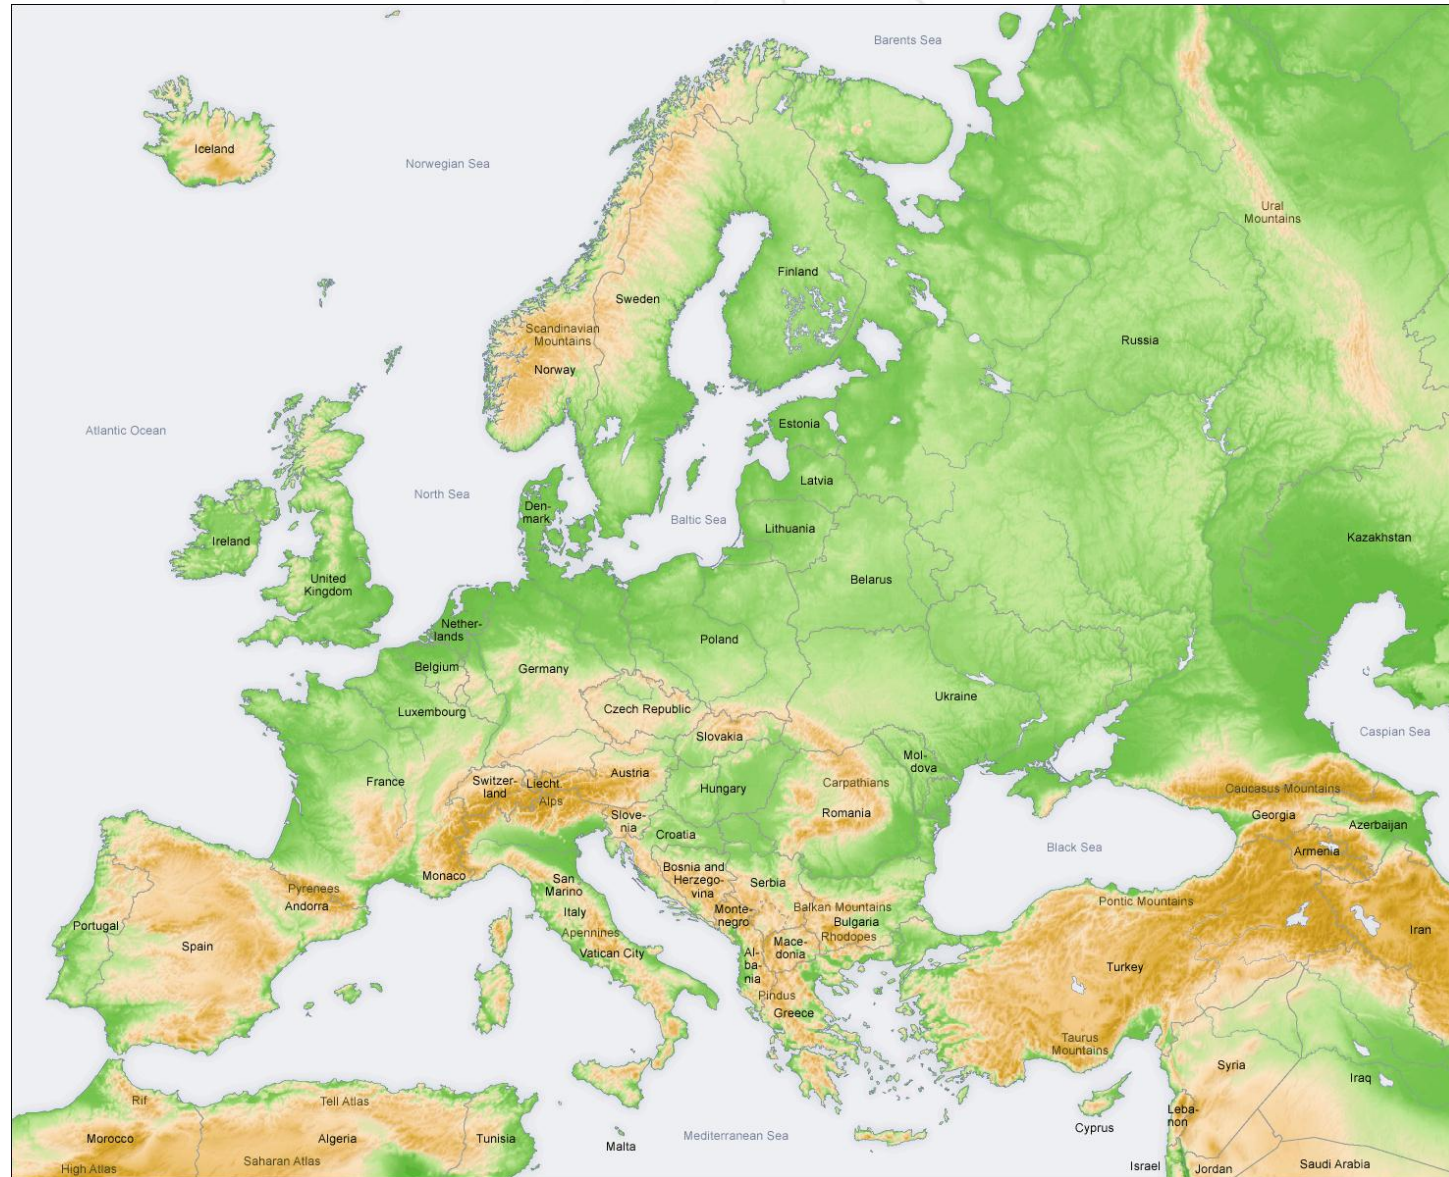 Barents Sea
Iceland
Norwegian Sea
Ural
Mountains
Finland
Sweden
Scandinavian
Mountains
Russia
Norway
Atlantic Ocean
Estonia
Latvia
North Sea
Den-
mark
Baltic Sea
Lithuania
Ireland
Kazakhstan
United
Kingdom
Belarus
Nether-
lands
Poland
Belgium
Germany
Ukraine
Luxembourg
Czech Republic
Slovakia
Caspian Sea
Mol-
dova
France
Switzer-
land
Liecht.
Austria
Alps
Hungary
Carpathians
Caucasus Mountains
Slove-
nia
Romania
Georgia
Azerbaijan
Croatia
Black Sea
Armenia
Monaco
San
Marino
Bosnia and
Herzego-
vina
Serbia
Pyrenees
Andorra
Italy
Monte-
negro
Balkan Mountains
Bulgaria
Pontic Mountains
Portugal
Spain
Apennines
Vatican City
Rhodopes
Mace-
donia
Iran
Al-
ba-
nia
Turkey
Pindus
Greece
Taurus
Mountains
Syria
Iraq
Rif
Tell Atlas
Leba-
non
Morocco
Algeria
Tunisia
Malta
Mediterranean Sea
Cyprus
High Atlas
Saharan Atlas
Israel
Jordan
Saudi Arabia